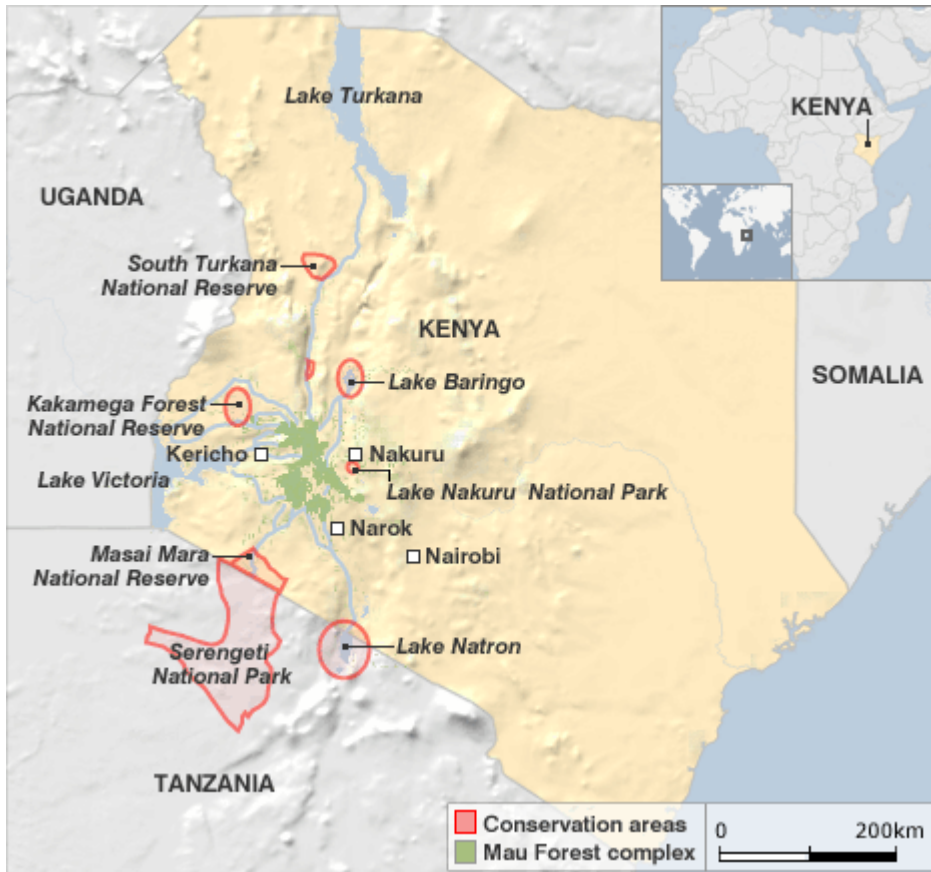 Lake Turkana
KENYA
UGANDA
South Turkana
National Reserve
KENYA
Lake Baringo
SOMALIA
Kakamega Forest
National Reserve
Kericho
Nakuru
Lake Victoria
Lake Nakuru National Park
Narok
Masai Mara
National Reserve
Nairobi
Serengeti
National Park
Lake Natron
TANZANIA
Conservation areas
Mau Forest complex
0 200km